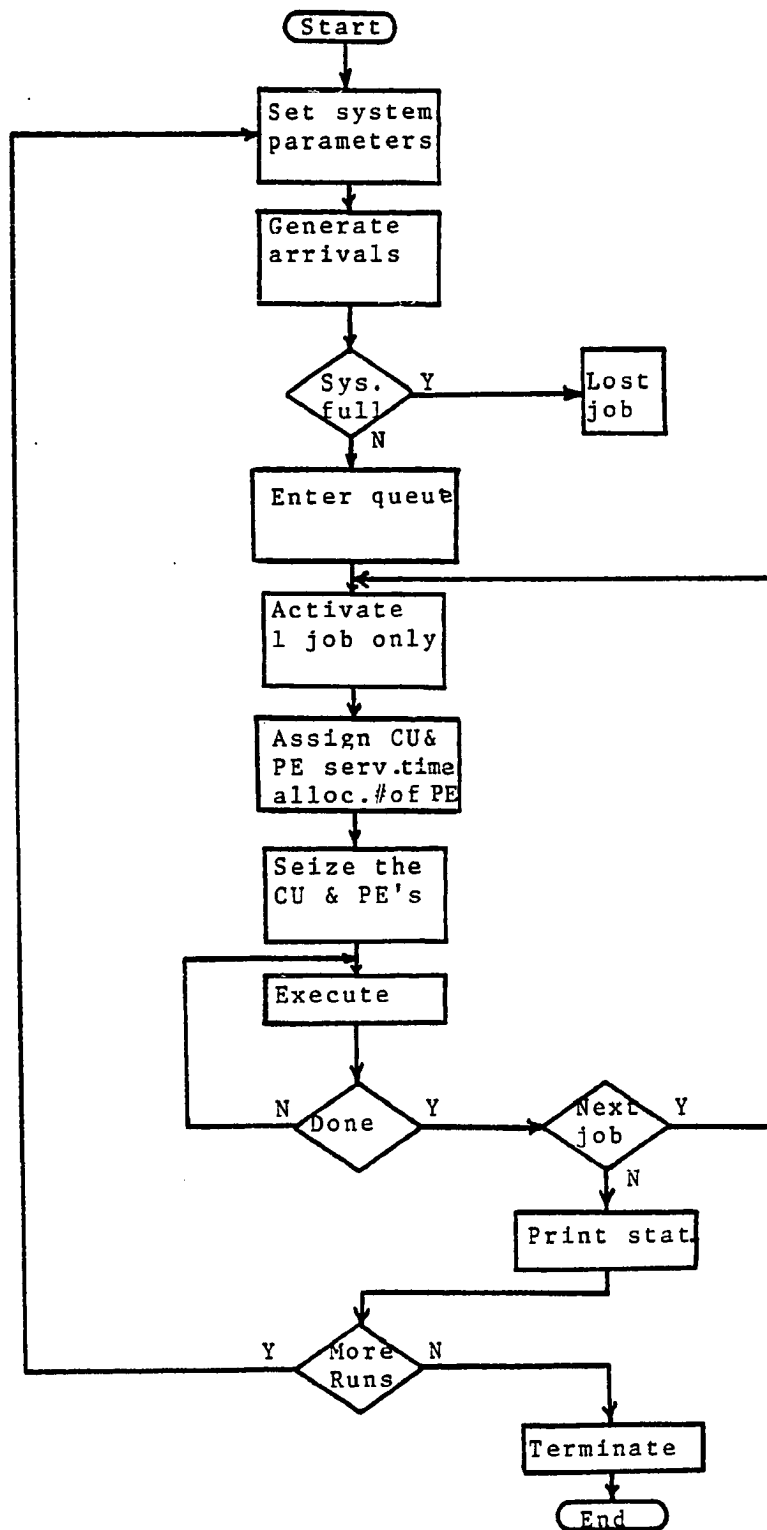 Start
Set system
parameters
Generate
arrivals
Sys.
full
Y
N
Lost
job
Enter queue
Activate
1 job only
Assign CU&
PE serv.time
alloc.#of PE
Seize the
CU & PE's
Execute
N
Done
Y
Next
job
Y
N
Print stat.
Y
More
Runs
N
Terminate
End